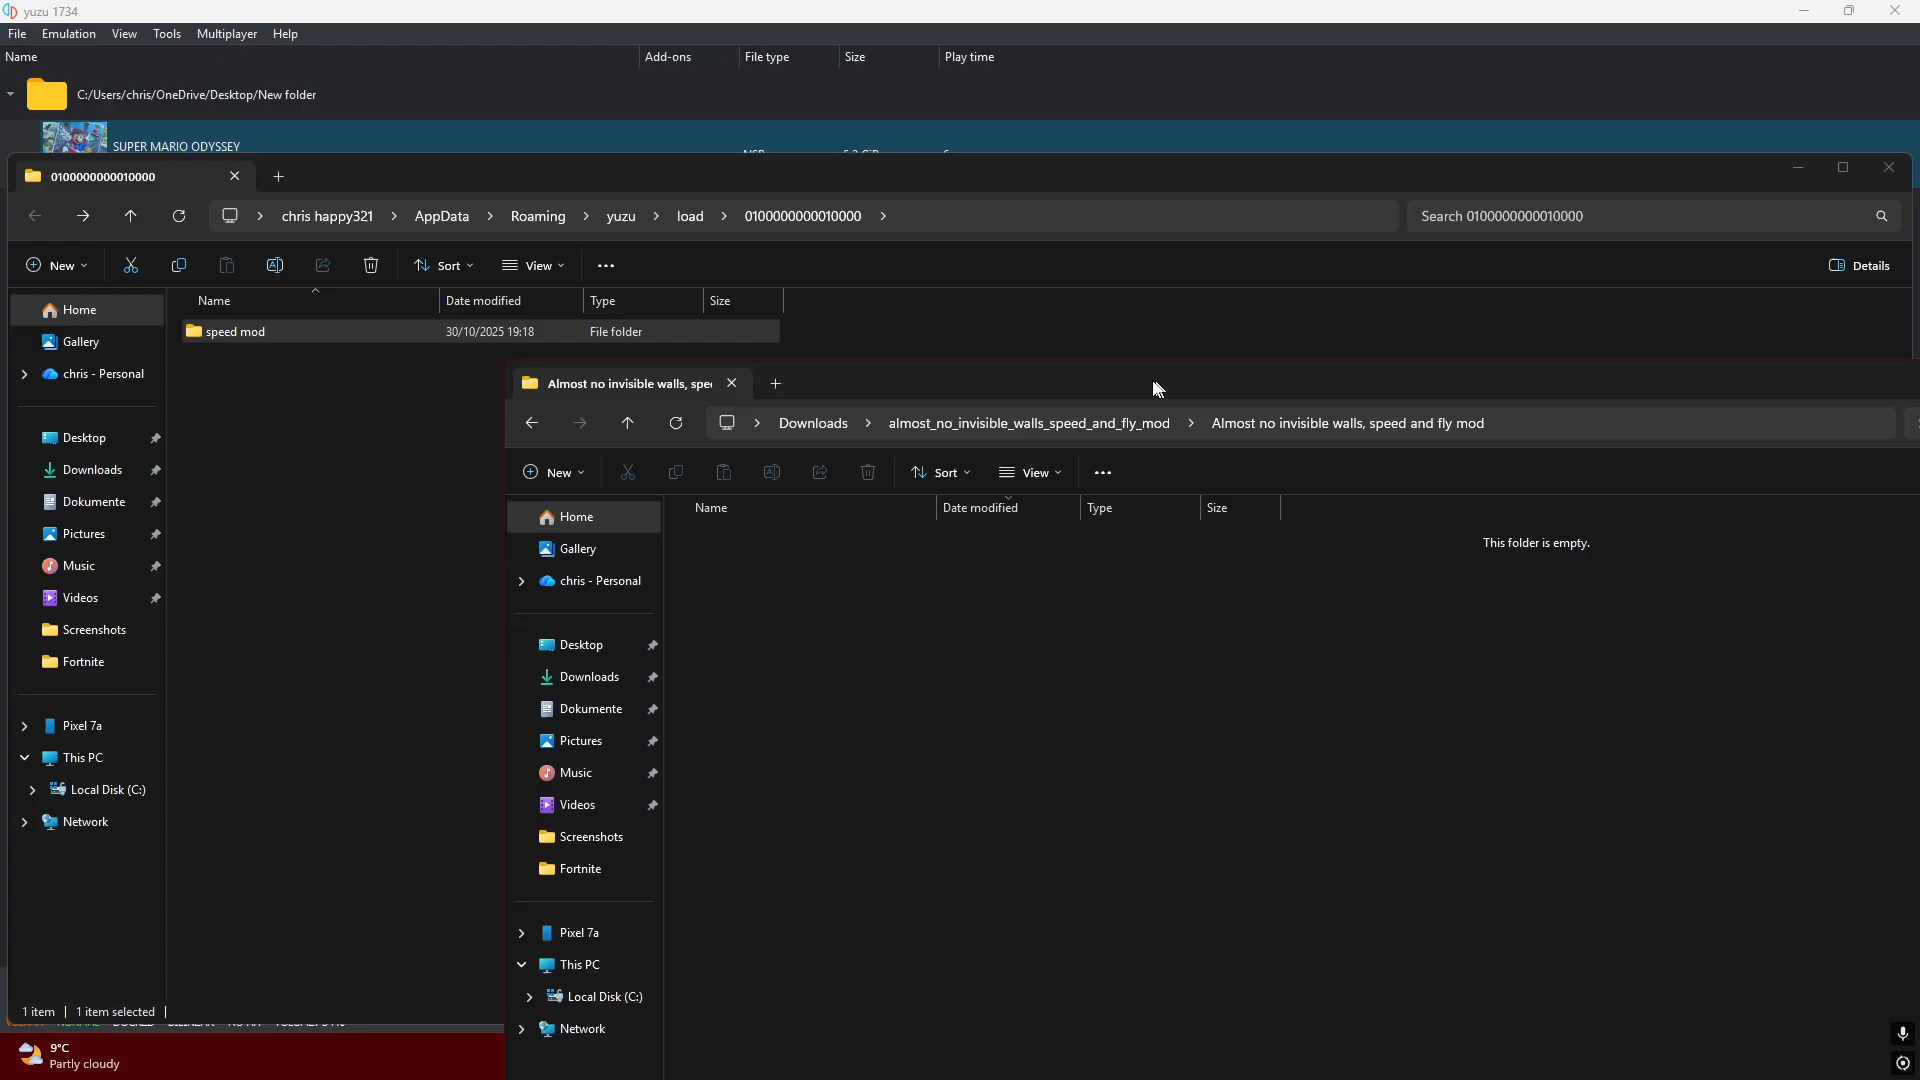 yuzu 1734
File Emulation View Tools Multiplayer Help
Name Add-ons File type Size Play time
C:/Users/chris/OneDrive/Desktop/New folder
SUPER MARIO ODYSSEY
0100000000010000
chris happy321 > AppData > Roaming > yuzu > load > 0100000000010000 >
Search 0100000000010000
New Sort View Details
Name Date modified Type Size
speed mod 30/10/2025 19:18 File folder
Home
Gallery
chris - Personal
Desktop
Downloads
Dokumente
Pictures
Music
Videos
Screenshots
Fortnite
Pixel 7a
This PC
Local Disk (C:)
Network
1 item 1 item selected
Almost no invisible walls, spe
Downloads > almost_no_invisible_walls_speed_and_fly_mod > Almost no invisible walls, speed and fly mod
New Sort View
Name Date modified Type Size
This folder is empty.
Home
Gallery
chris - Personal
Desktop
Downloads
Dokumente
Pictures
Music
Videos
Screenshots
Fortnite
Pixel 7a
This PC
Local Disk (C:)
Network
9°C
Partly cloudy